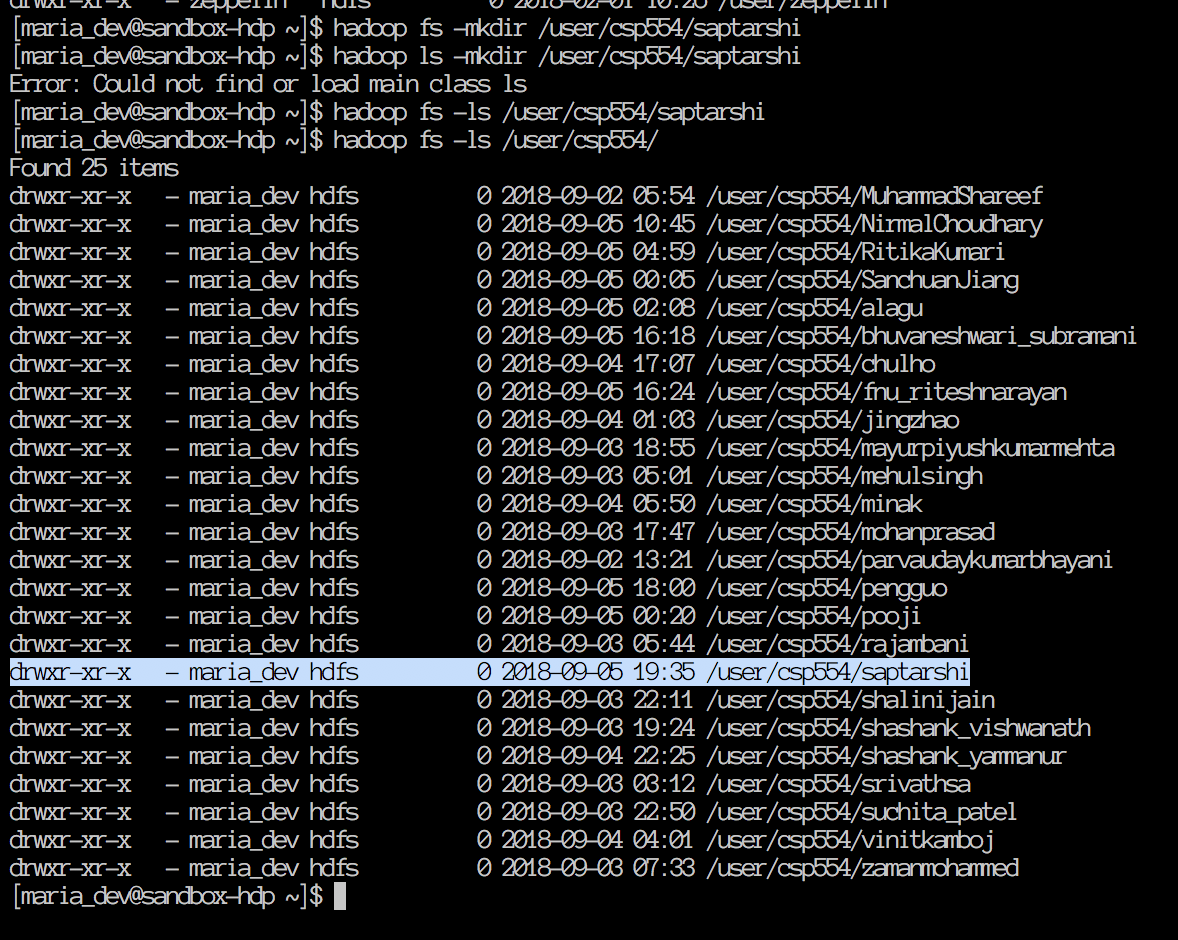 drwxr-xr-x   - zeppelin   hdfs               0 2018-02-01 10:26 /user/zeppelin
[maria_dev@sandbox-hdp ~]$ hadoop fs -mkdir /user/csp554/saptarshi
[maria_dev@sandbox-hdp ~]$ hadoop ls -mkdir /user/csp554/saptarshi
Error: Could not find or load main class ls
[maria_dev@sandbox-hdp ~]$ hadoop fs -ls /user/csp554/saptarshi
[maria_dev@sandbox-hdp ~]$ hadoop fs -ls /user/csp554/
Found 25 items
drwxr-xr-x   - maria_dev hdfs          0 2018-09-02 05:54 /user/csp554/MuhammadShareef
drwxr-xr-x   - maria_dev hdfs          0 2018-09-05 10:45 /user/csp554/NirmalChoudhary
drwxr-xr-x   - maria_dev hdfs          0 2018-09-05 04:59 /user/csp554/RitikaKumari
drwxr-xr-x   - maria_dev hdfs          0 2018-09-05 00:05 /user/csp554/SanchuanJiang
drwxr-xr-x   - maria_dev hdfs          0 2018-09-05 02:08 /user/csp554/alagu
drwxr-xr-x   - maria_dev hdfs          0 2018-09-05 16:18 /user/csp554/bhuvaneshwari_subramani
drwxr-xr-x   - maria_dev hdfs          0 2018-09-04 17:07 /user/csp554/chulho
drwxr-xr-x   - maria_dev hdfs          0 2018-09-05 16:24 /user/csp554/fnu_riteshnarayan
drwxr-xr-x   - maria_dev hdfs          0 2018-09-04 01:03 /user/csp554/jingzhao
drwxr-xr-x   - maria_dev hdfs          0 2018-09-03 18:55 /user/csp554/mayurpiyushkumarmehta
drwxr-xr-x   - maria_dev hdfs          0 2018-09-03 05:01 /user/csp554/mehulsingh
drwxr-xr-x   - maria_dev hdfs          0 2018-09-04 05:50 /user/csp554/minak
drwxr-xr-x   - maria_dev hdfs          0 2018-09-03 17:47 /user/csp554/mohanprasad
drwxr-xr-x   - maria_dev hdfs          0 2018-09-02 13:21 /user/csp554/parvaudaykumarbhayani
drwxr-xr-x   - maria_dev hdfs          0 2018-09-05 18:00 /user/csp554/pengguo
drwxr-xr-x   - maria_dev hdfs          0 2018-09-05 00:20 /user/csp554/pooji
drwxr-xr-x   - maria_dev hdfs          0 2018-09-03 05:44 /user/csp554/rajambani
drwxr-xr-x   - maria_dev hdfs          0 2018-09-05 19:35 /user/csp554/saptarshi
drwxr-xr-x   - maria_dev hdfs          0 2018-09-03 22:11 /user/csp554/shalinijain
drwxr-xr-x   - maria_dev hdfs          0 2018-09-03 19:24 /user/csp554/shashank_vishwanath
drwxr-xr-x   - maria_dev hdfs          0 2018-09-04 22:25 /user/csp554/shashank_yammanur
drwxr-xr-x   - maria_dev hdfs          0 2018-09-03 03:12 /user/csp554/srivathsa
drwxr-xr-x   - maria_dev hdfs          0 2018-09-03 22:50 /user/csp554/suchita_patel
drwxr-xr-x   - maria_dev hdfs          0 2018-09-04 04:01 /user/csp554/vinitkamboj
drwxr-xr-x   - maria_dev hdfs          0 2018-09-03 07:33 /user/csp554/zamanmohammed
[maria_dev@sandbox-hdp ~]$